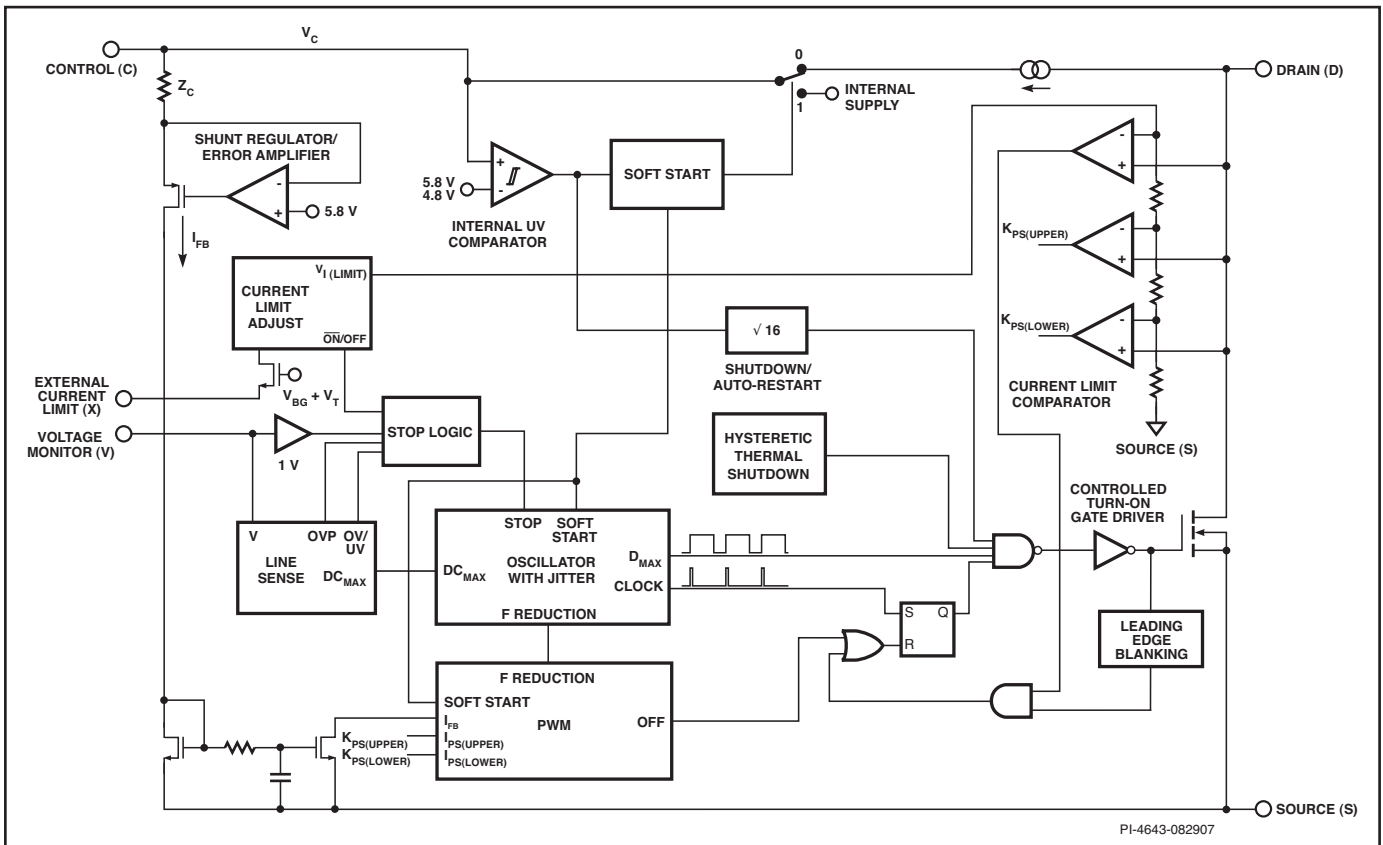 V_C
CONTROL (C)
Z_C
0
DRAIN (D)
INTERNAL
SUPPLY
1
SHUNT REGULATOR/
ERROR AMPLIFIER
-
+
5.8 V
I_FB
5.8 V
4.8 V
+
-
INTERNAL UV
COMPARATOR
SOFT START
-
+
K_PS(UPPER)
-
+
K_PS(LOWER)
-
+
CURRENT LIMIT
COMPARATOR
SOURCE (S)
V_I (LIMIT)
CURRENT
LIMIT
ADJUST
O̅N̅/OFF
√ 16
SHUTDOWN/
AUTO-RESTART
V_BG + V_T
EXTERNAL
CURRENT
LIMIT (X)
VOLTAGE
MONITOR (V)
1 V
STOP LOGIC
HYSTERETIC
THERMAL
SHUTDOWN
CONTROLLED
TURN-ON
GATE DRIVER
V
OVP
OV/
UV
LINE
SENSE
DC_MAX
STOP
SOFT
START
DC_MAX
OSCILLATOR
WITH JITTER
D_MAX
CLOCK
F REDUCTION
S
Q
R
LEADING
EDGE
BLANKING
F REDUCTION
SOFT START
PWM
OFF
I_FB
K_PS(UPPER)
I_PS(UPPER)
K_PS(LOWER)
I_PS(LOWER)
SOURCE (S)
PI-4643-082907